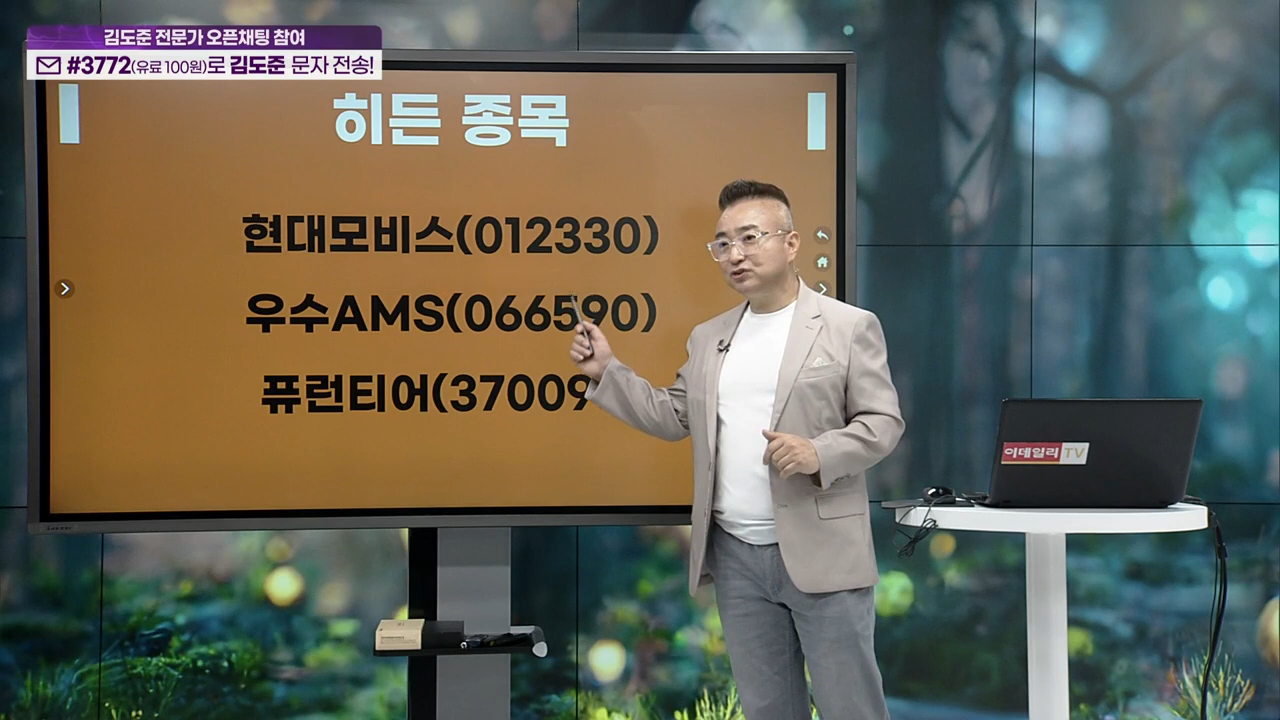 김도준 전문가 오픈채팅 참여
#3772(유료 100원)로 김도준 문자 전송!
히든 종목
현대모비스(012330)
우수AMS(066590)
퓨런티어(37009
이데일리TV